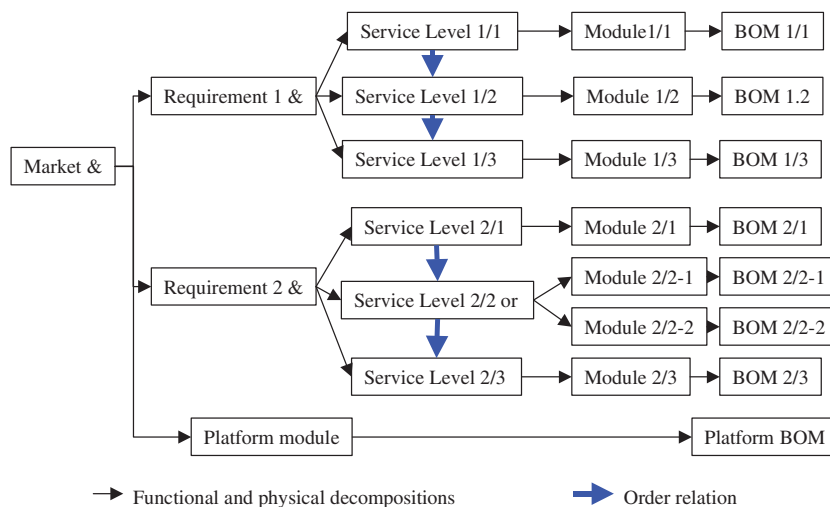 Service Level 1/1
Module1/1
BOM 1/1
Requirement 1 &
Service Level 1/2
Module 1/2
BOM 1.2
Market &
Service Level 1/3
Module 1/3
BOM 1/3
Service Level 2/1
Module 2/1
BOM 2/1
Requirement 2 &
Service Level 2/2 or
Module 2/2-1
BOM 2/2-1
Module 2/2-2
BOM 2/2-2
Service Level 2/3
Module 2/3
BOM 2/3
Platform module
Platform BOM
Functional and physical decompositions
Order relation